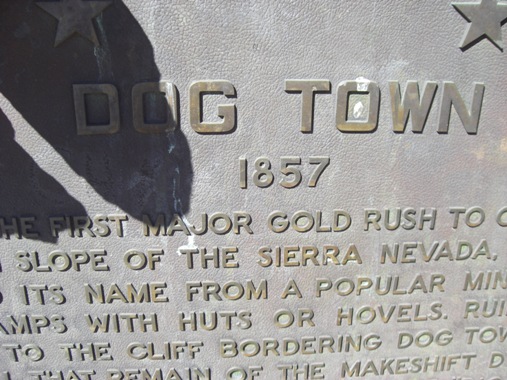 DOG TOWN
1857
HE FIRST MAJOR GOLD RUSH TO
SLOPE OF THE SIERRA NEVADA.
ITS NAME FROM A POPULAR MIN
AMPS WITH HUTS OR HOVELS. RUI
TO THE CLIFF BORDERING DOG TOW
THAT REMAIN OF THE MAKESHIFT D